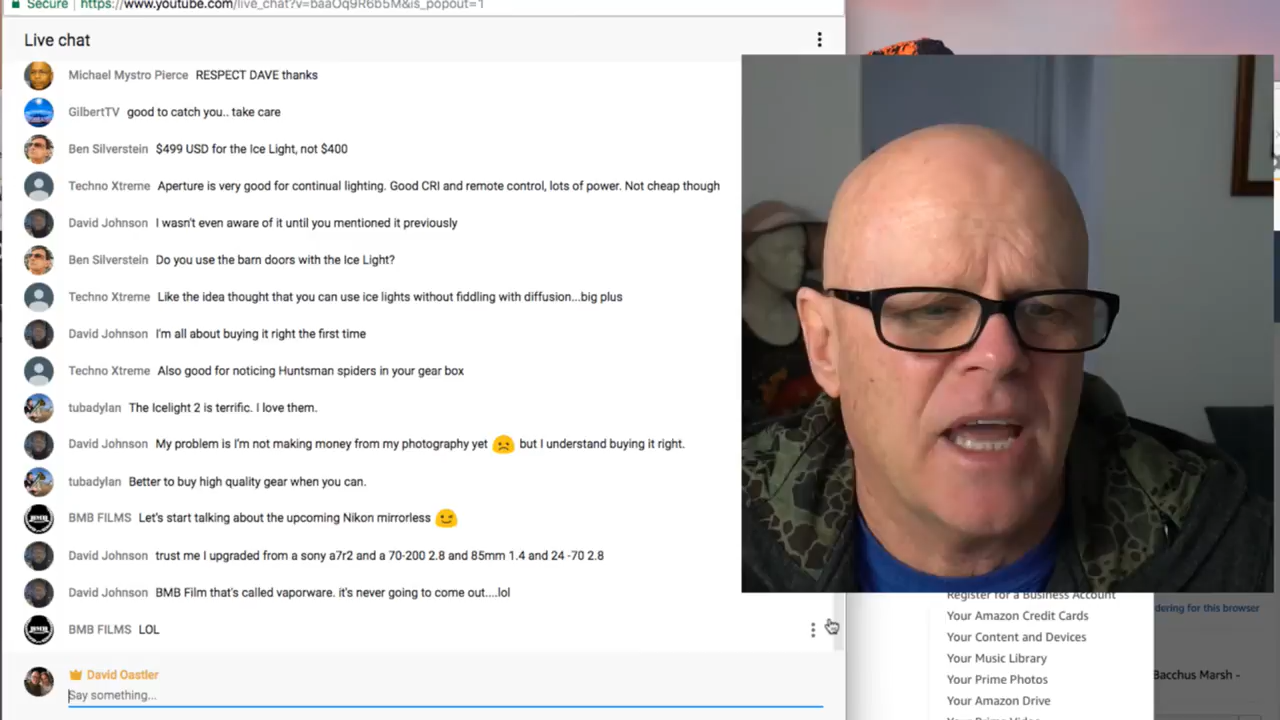 Secure https://www.youtube.com/live_chat?v=baaOq9R6b5M&is_popout=1
Live chat
Michael Mystro Pierce RESPECT DAVE thanks
GilbertTV good to catch you.. take care
Ben Silverstein $499 USD for the Ice Light, not $400
Techno Xtreme Aperture is very good for continual lighting. Good CRI and remote control, lots of power. Not cheap though
David Johnson I wasn't even aware of it until you mentioned it previously
Ben Silverstein Do you use the barn doors with the Ice Light?
Techno Xtreme Like the idea thought that you can use ice lights without fiddling with diffusion...big plus
David Johnson I'm all about buying it right the first time
Techno Xtreme Also good for noticing Huntsman spiders in your gear box
tubadylan The Icelight 2 is terrific. I love them.
David Johnson My problem is I'm not making money from my photography yet 😞 but I understand buying it right.
tubadylan Better to buy high quality gear when you can.
BMB FILMS Let's start talking about the upcoming Nikon mirrorless 😉
David Johnson trust me I upgraded from a sony a7r2 and a 70-200 2.8 and 85mm 1.4 and 24 -70 2.8
David Johnson BMB Film that's called vaporware. it's never going to come out....lol
BMB FILMS LOL
David Oastler
Say something...
Register for a Business Account
Your Amazon Credit Cards
Your Content and Devices
Your Music Library
Your Prime Photos
Your Amazon Drive
Your Prime Video
dering for this browser
Bacchus Marsh -